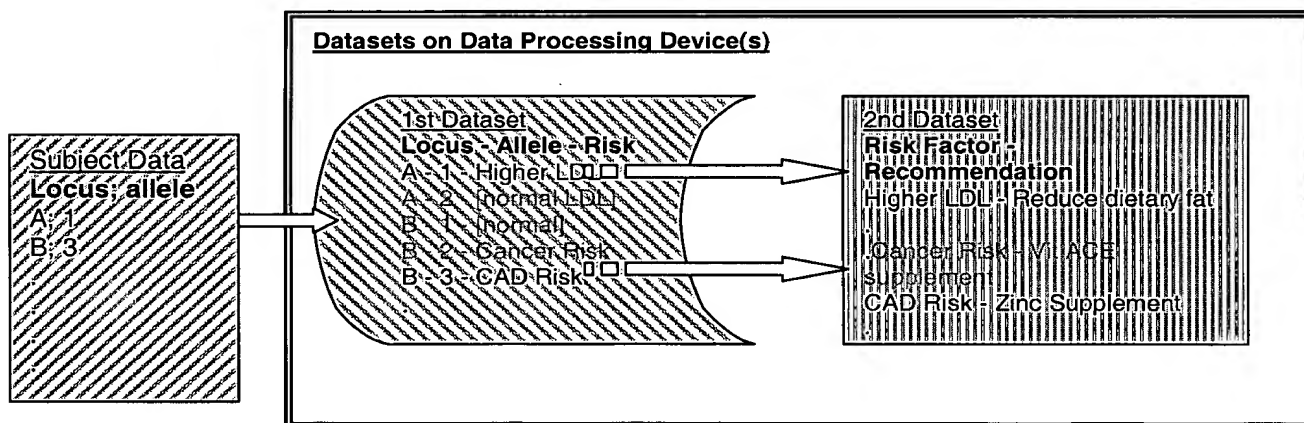 Datasets on Data Processing Device(s)
Subject Data
Locus; allele
A; 1
B; 3
.
.
.
.
1st Dataset
Locus - Allele - Risk
A - 1 - Higher LDL
A - 2 - [normal LDL]
B - 1 - [normal]
B - 2 - Cancer Risk
B - 3 - CAD Risk
.
2nd Dataset
Risk Factor -
Recommendation
Higher LDL - Reduce dietary fat
.
.Cancer Risk - Vit ACE
supplement
CAD Risk - Zinc Supplement
.